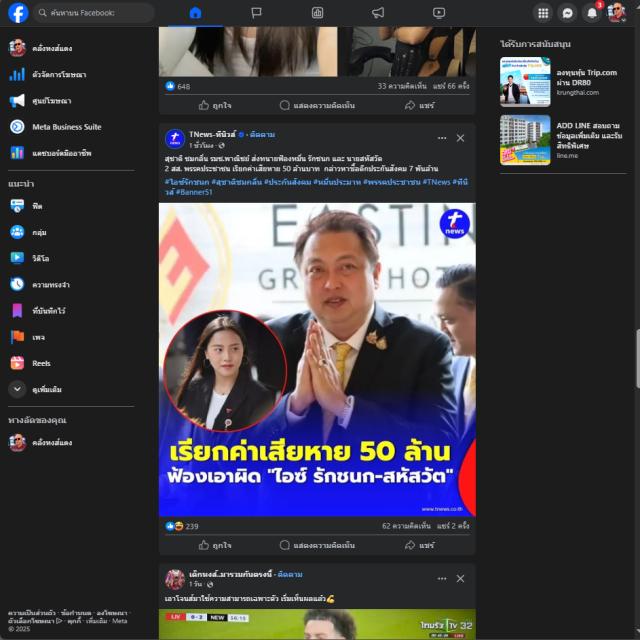 ค้นหาบน Facebook:
3
คลั่งหงส์แดง
ตัวจัดการโฆษณา
ศูนย์โฆษณา
Meta Business Suite
แดชบอร์ดมืออาชีพ
แนะนำ
ฟีด
กลุ่ม
วิดีโอ
ความทรงจำ
ที่บันทึกไว้
เพจ
Reels
ดูเพิ่มเติม
ทางลัดของคุณ
คลั่งหงส์แดง
ความเป็นส่วนตัว · ข้อกำหนด · ลงโฆษณา ·
ตัวเลือกโฆษณา · คุกกี้ · เพิ่มเติม · Meta
© 2025
648
33 ความคิดเห็น แชร์ 66 ครั้ง
ถูกใจ
แสดงความคิดเห็น
แชร์
TNews-ทีนิวส์ · ติดตาม
1 ชั่วโมง ·
สุชาติ ชมกลิ่น รมช.พาณิชย์ ส่งทนายฟ้องหมิ่น รักชนก และ นายสหัสวัต
2 สส. พรรคประชาชน เรียกค่าเสียหาย 50 ล้านบาท กล่าวหาซื้อตึกประกันสังคม 7 พันล้าน
#ไอซ์รักชนก #สุชาติชมกลิ่น #ประกันสังคม #หมิ่นประมาท #พรรคประชาชน #TNews #ทีนิ
วส์ #Banner51
EASTIN
GR
HOT
news
เรียกค่าเสียหาย 50 ล้าน
ฟ้องเอาผิด "ไอซ์ รักชนก-สหัสวัต"
www.tnews.co.th
239
62 ความคิดเห็น แชร์ 2 ครั้ง
ถูกใจ
แสดงความคิดเห็น
แชร์
เด็กหงส์..มารวมกันตรงนี้ · ติดตาม
1 วัน ·
เอาโจนส์มาใช้ความสามารถเฉพาะตัว เริ่มเห็นผลแล้ว
LIV 0-2 NEW 56:15
ไทยรัฐ TV 32
ได้รับการสนับสนุน
ลงทุนหุ้น Trip.com
ผ่าน DR80
krungthai.com
ADD LINE สอบถาม
ข้อมูลเพิ่มเติม และรับ
สิทธิพิเศษ
line.me